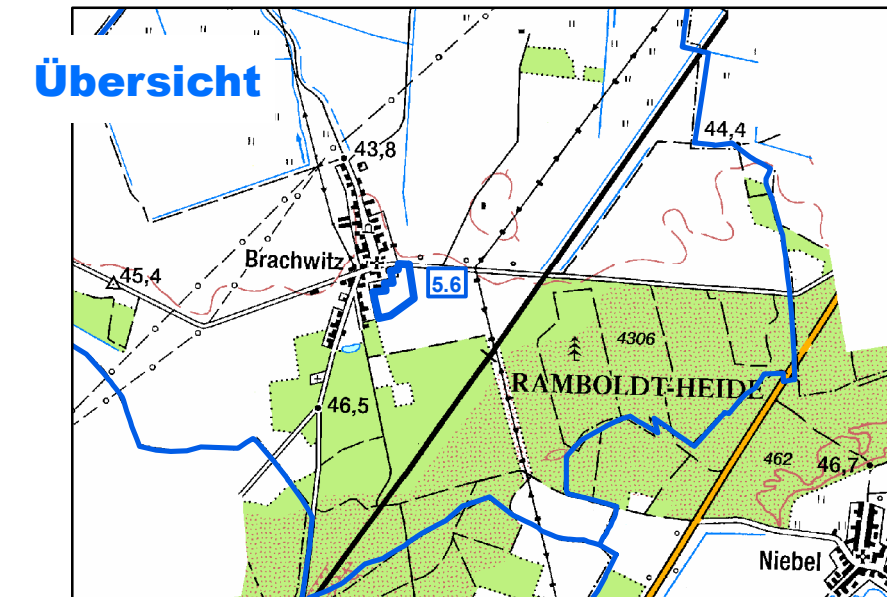 Übersicht
44,4
43,8
Brachwitz
45,4
5.6
4306
RAMBOLDT-HEIDE
46,5
462
46,7
Niebel